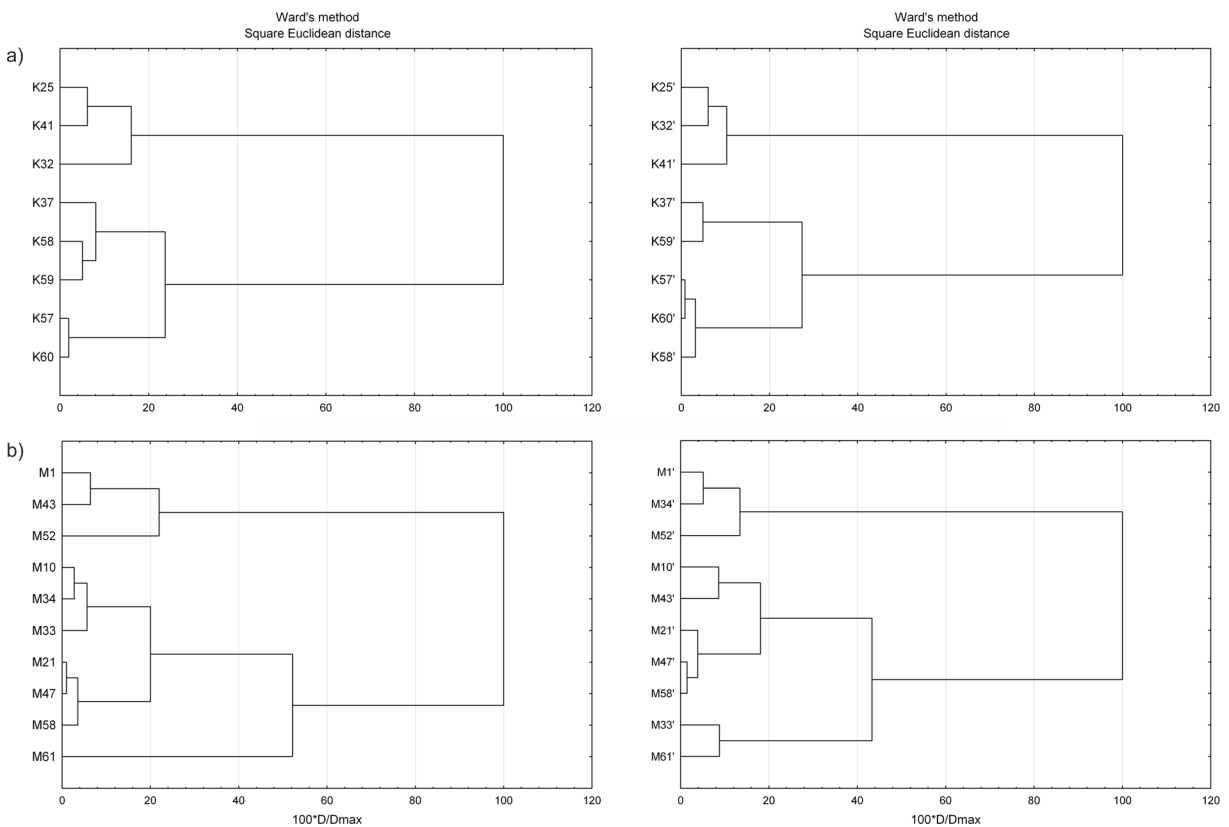 Ward's method
Square Euclidean distance
Ward's method
Square Euclidean distance
a)
K25
K41
K32
K37
K58
K59
K57
K60
0 20 40 60 80 100 120
K25'
K32'
K41'
K37'
K59'
K57'
K60'
K58'
0 20 40 60 80 100 120
b)
M1
M43
M52
M10
M34
M33
M21
M47
M58
M61
0 20 40 60 80 100 120
100*D/Dmax
M1'
M34'
M52'
M10'
M43'
M21'
M47'
M58'
M33'
M61'
0 20 40 60 80 100 120
100*D/Dmax